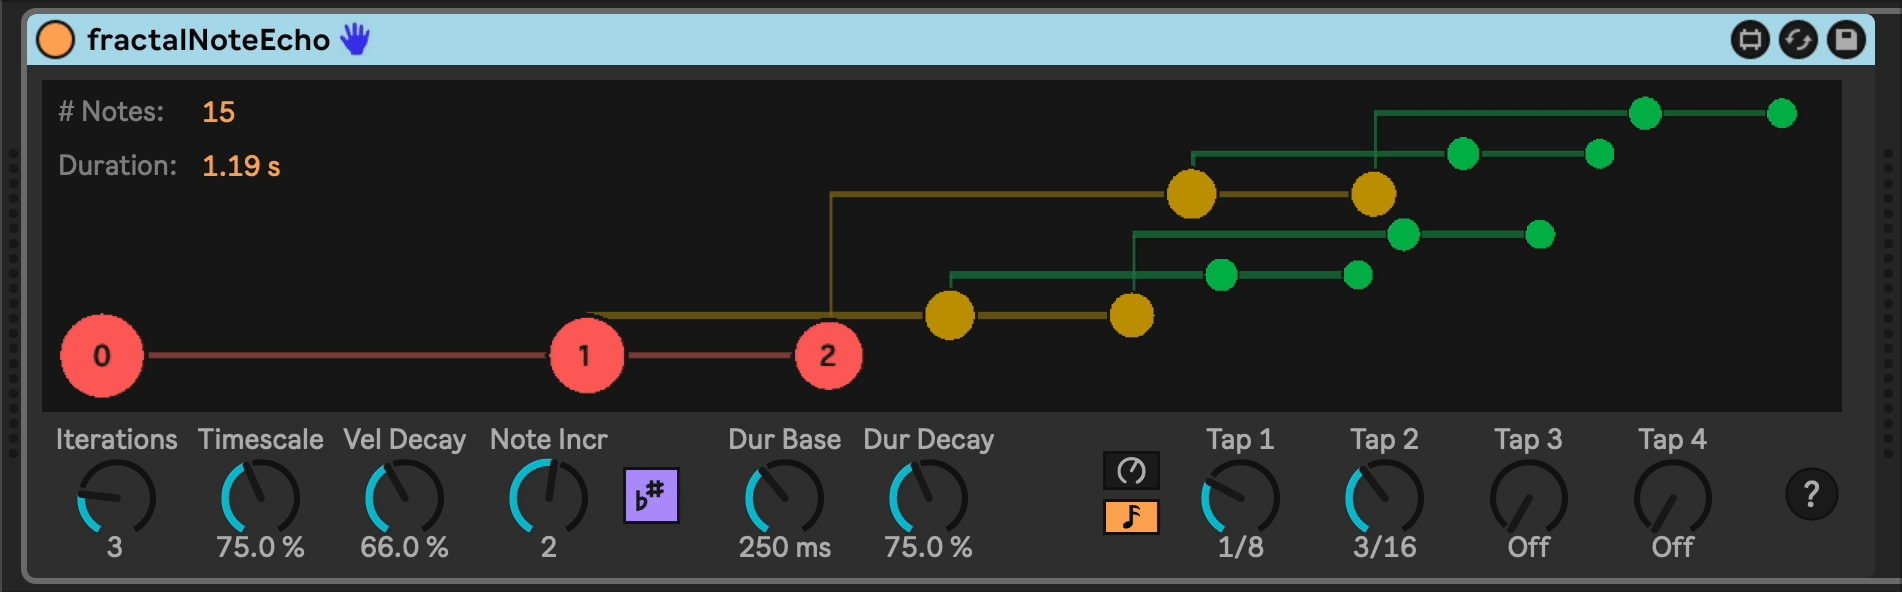 fractalNoteEcho
# Notes: 15
Duration: 1.19 s
0 1 2
Iterations Timescale Vel Decay Note Incr Dur Base Dur Decay Tap 1 Tap 2 Tap 3 Tap 4
♭# ?
3 75.0 % 66.0 % 2 250 ms 75.0 % 1/8 3/16 Off Off